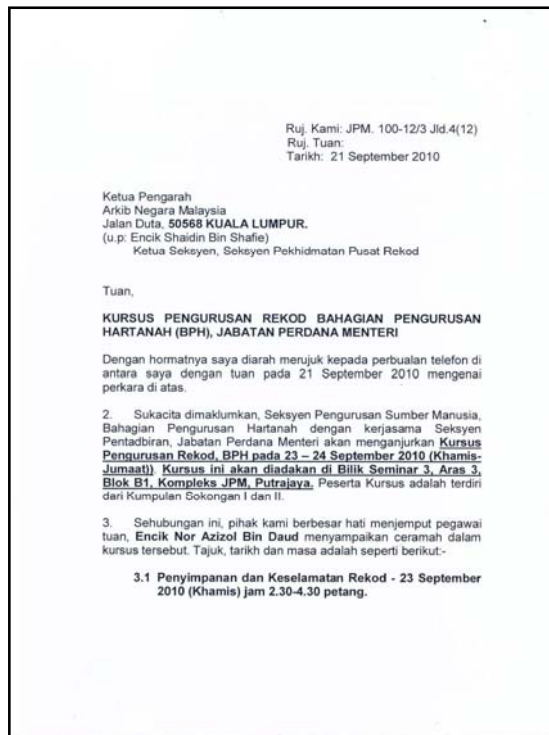 Ruj. Kami: JPM. 100-12/3 Jld.4(12)
Ruj. Tuan:
Tarikh: 21 September 2010
Ketua Pengarah
Arkib Negara Malaysia
Jalan Duta, 50568 KUALA LUMPUR.
(u.p: Encik Shaidin Bin Shafie)
Ketua Seksyen, Seksyen Pekhidmatan Pusat Rekod
Tuan,
KURSUS PENGURUSAN REKOD BAHAGIAN PENGURUSAN
HARTANAH (BPH), JABATAN PERDANA MENTERI
Dengan hormatnya saya diarah merujuk kepada perbualan telefon di
antara saya dengan tuan pada 21 September 2010 mengenai
perkara di atas.
2. Sukacita dimaklumkan, Seksyen Pengurusan Sumber Manusia,
Bahagian Pengurusan Hartanah dengan kerjasama Seksyen
Pentadbiran, Jabatan Perdana Menteri akan menganjurkan Kursus
Pengurusan Rekod, BPH pada 23 – 24 September 2010 (Khamis-
Jumaat)). Kursus ini akan diadakan di Bilik Seminar 3, Aras 3,
Blok B1, Kompleks JPM, Putrajaya. Peserta Kursus adalah terdiri
dari Kumpulan Sokongan I dan II.
3. Sehubungan ini, pihak kami berbesar hati menjemput pegawai
tuan, Encik Nor Azizol Bin Daud menyampaikan ceramah dalam
kursus tersebut. Tajuk, tarikh dan masa adalah seperti berikut:-
3.1 Penyimpanan dan Keselamatan Rekod - 23 September
2010 (Khamis) jam 2.30-4.30 petang.